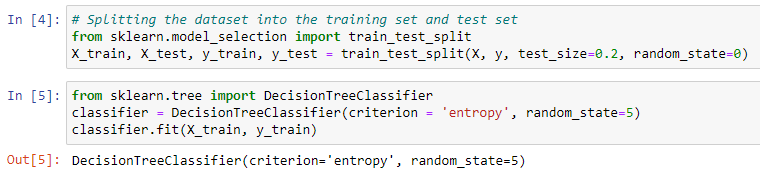 In [4]: # Splitting the dataset into the training set and test set
from sklearn.model_selection import train_test_split
X_train, X_test, y_train, y_test = train_test_split(X, y, test_size=0.2, random_state=0)
In [5]: from sklearn.tree import DecisionTreeClassifier
classifier = DecisionTreeClassifier(criterion = 'entropy', random_state=5)
classifier.fit(X_train, y_train)
Out[5]: DecisionTreeClassifier(criterion='entropy', random_state=5)